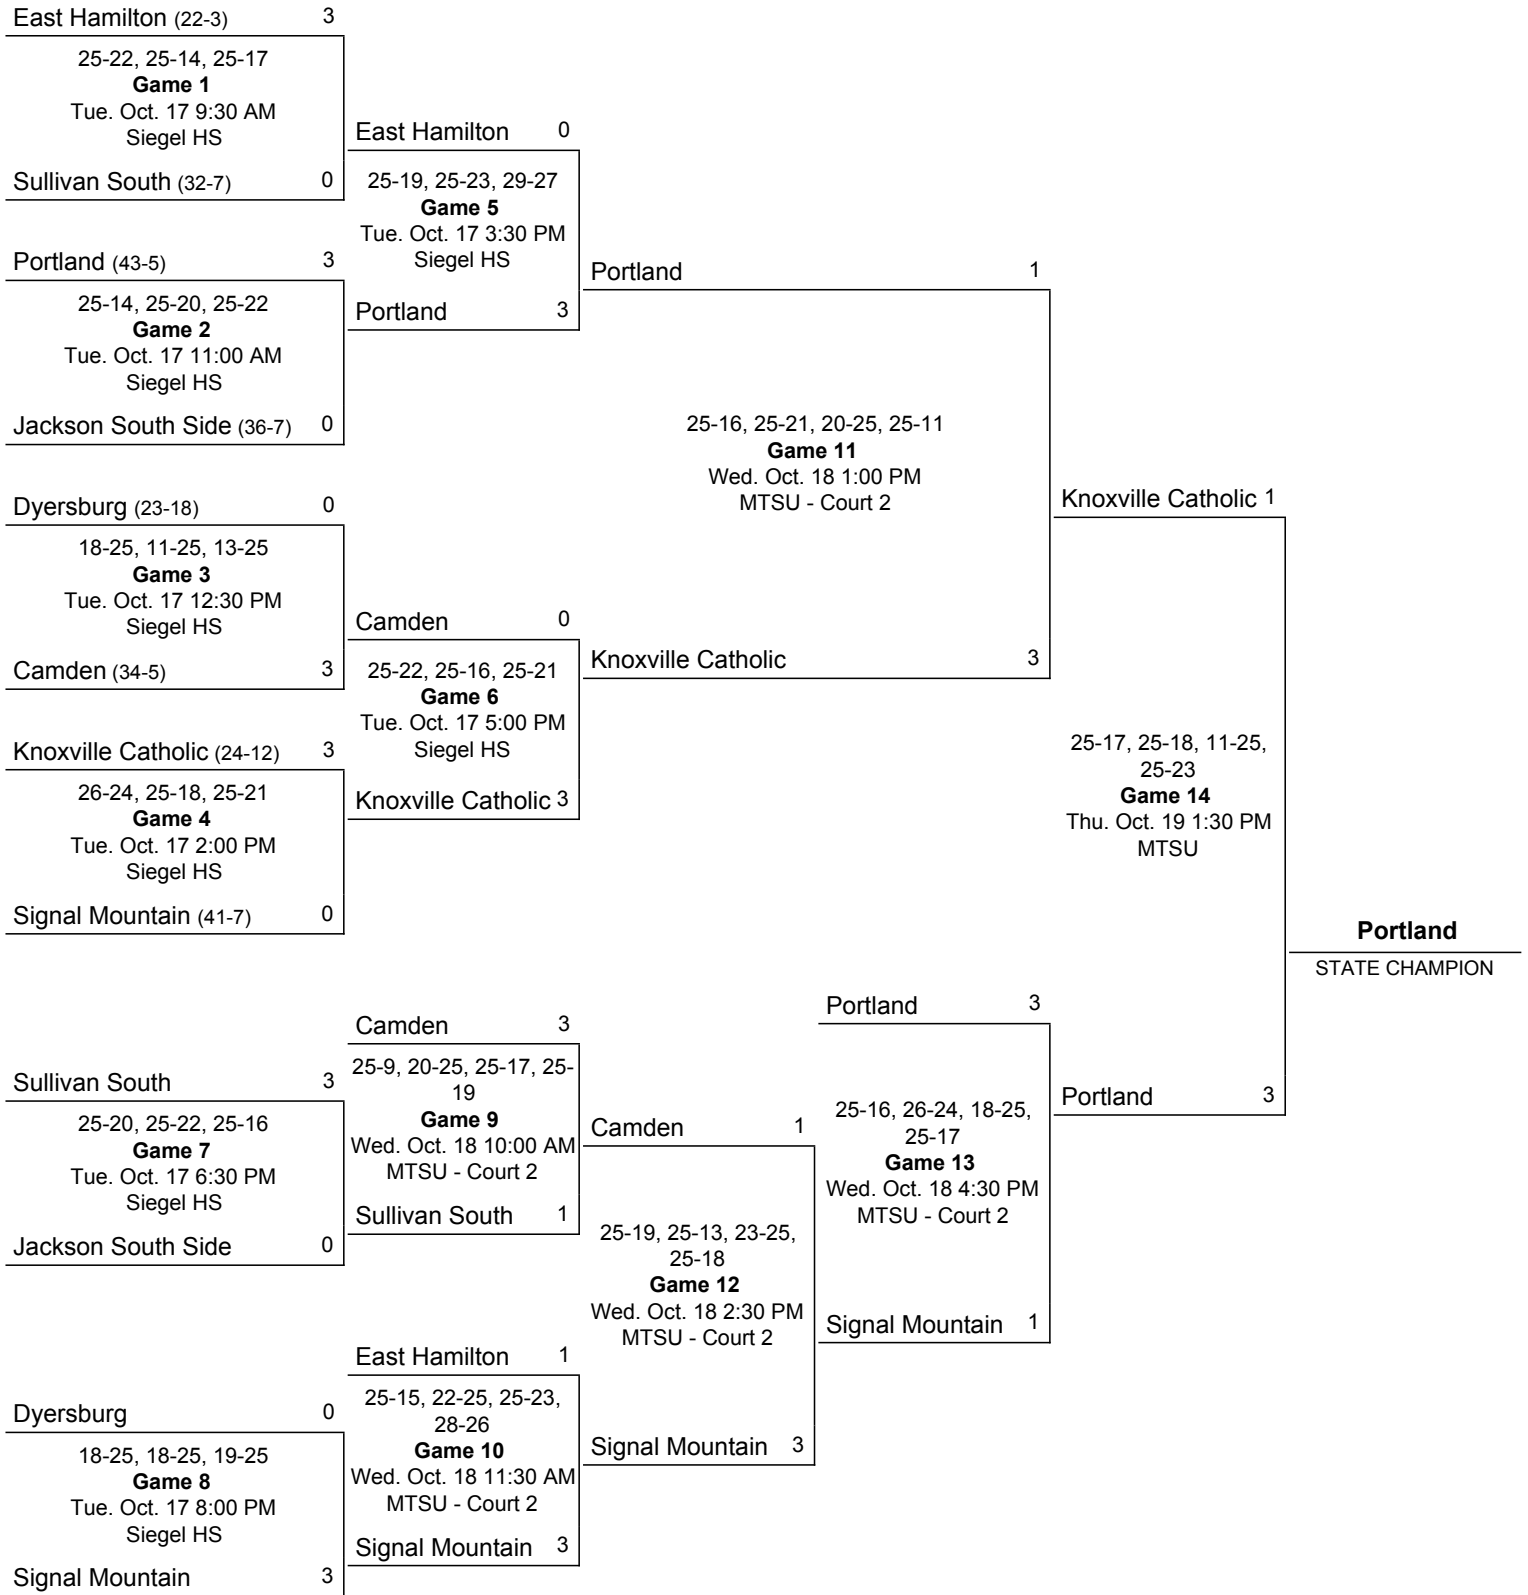 East Hamilton (22-3) 3
25-22, 25-14, 25-17
Game 1
Tue. Oct. 17 9:30 AM
Siegel HS
Sullivan South (32-7) 0
Portland (43-5) 3
25-14, 25-20, 25-22
Game 2
Tue. Oct. 17 11:00 AM
Siegel HS
Jackson South Side (36-7) 0
Dyersburg (23-18) 0
18-25, 11-25, 13-25
Game 3
Tue. Oct. 17 12:30 PM
Siegel HS
Camden (34-5) 3
Knoxville Catholic (24-12) 3
26-24, 25-18, 25-21
Game 4
Tue. Oct. 17 2:00 PM
Siegel HS
Signal Mountain (41-7) 0
East Hamilton 0
25-19, 25-23, 29-27
Game 5
Tue. Oct. 17 3:30 PM
Siegel HS
Portland 3
Camden 0
25-22, 25-16, 25-21
Game 6
Tue. Oct. 17 5:00 PM
Siegel HS
Knoxville Catholic 3
Portland 1
25-16, 25-21, 20-25, 25-11
Game 11
Wed. Oct. 18 1:00 PM
MTSU - Court 2
Knoxville Catholic 3
Knoxville Catholic 1
25-17, 25-18, 11-25,
25-23
Game 14
Thu. Oct. 19 1:30 PM
MTSU
Portland 3
Portland
STATE CHAMPION
Sullivan South 3
25-20, 25-22, 25-16
Game 7
Tue. Oct. 17 6:30 PM
Siegel HS
Jackson South Side 0
Dyersburg 0
18-25, 18-25, 19-25
Game 8
Tue. Oct. 17 8:00 PM
Siegel HS
Signal Mountain 3
Camden 3
25-9, 20-25, 25-17, 25-
19
Game 9
Wed. Oct. 18 10:00 AM
MTSU - Court 2
Sullivan South 1
East Hamilton 1
25-15, 22-25, 25-23,
28-26
Game 10
Wed. Oct. 18 11:30 AM
MTSU - Court 2
Signal Mountain 3
Camden 1
25-19, 25-13, 23-25,
25-18
Game 12
Wed. Oct. 18 2:30 PM
MTSU - Court 2
Signal Mountain 3
Portland 3
25-16, 26-24, 18-25,
25-17
Game 13
Wed. Oct. 18 4:30 PM
MTSU - Court 2
Signal Mountain 1